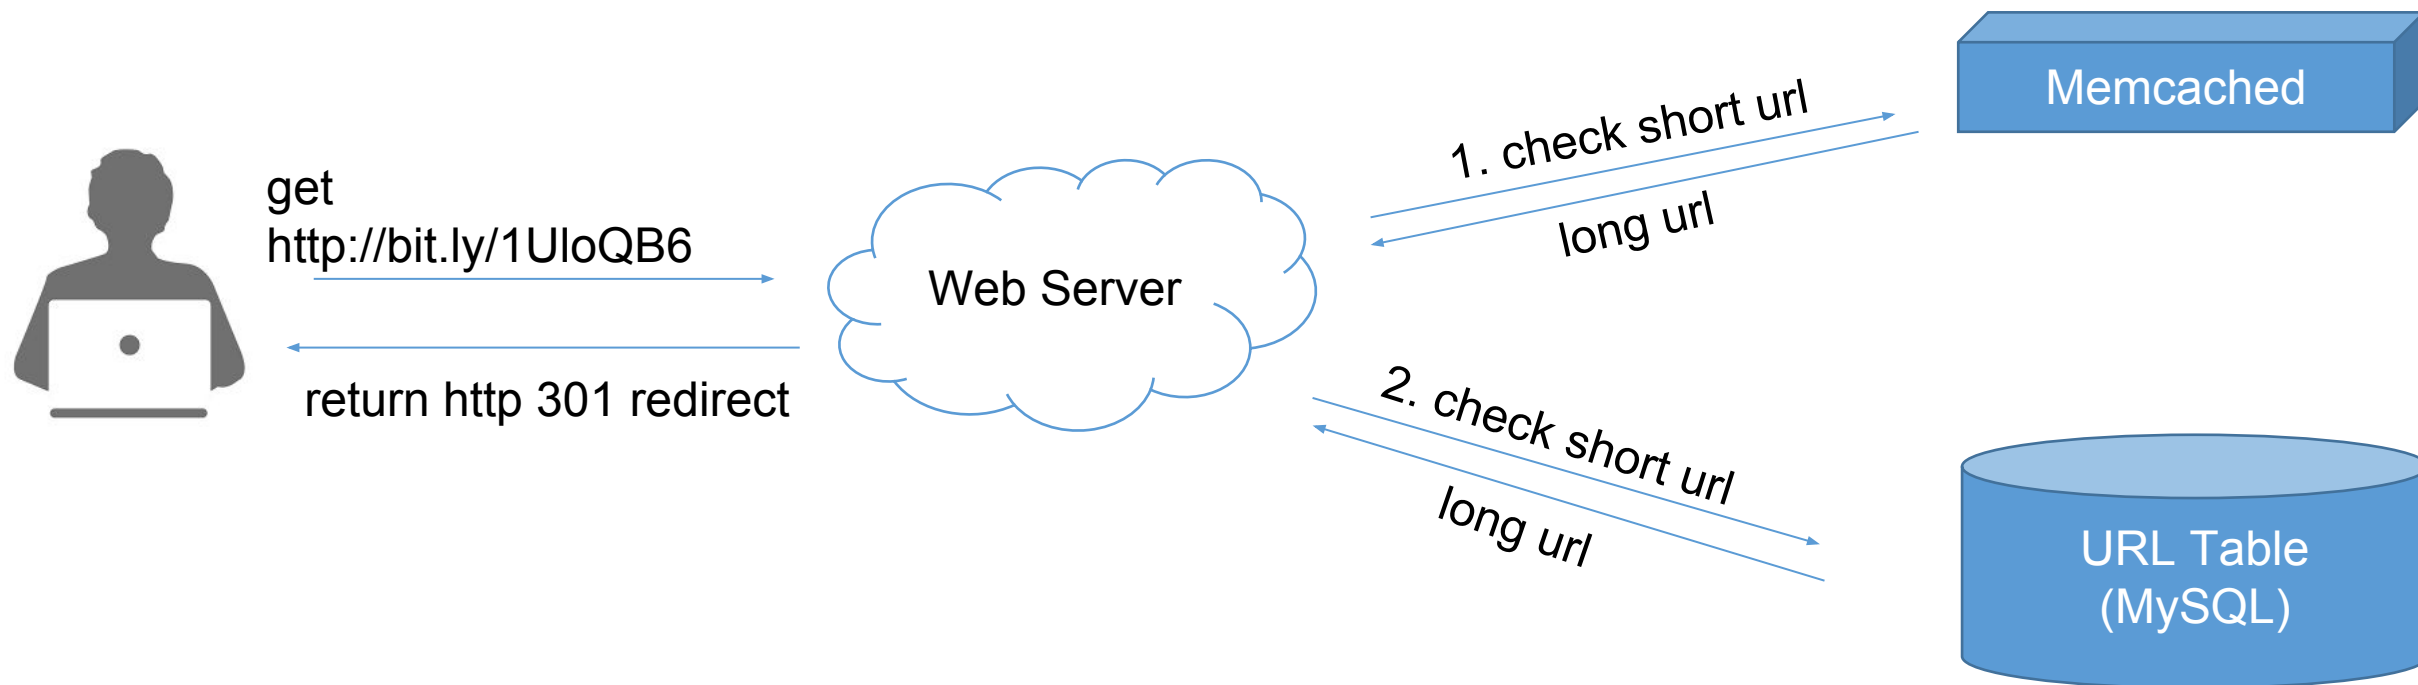 get
http://bit.ly/1UloQB6
return http 301 redirect
Web Server
1. check short url
long url
2. check short url
long url
Memcached
URL Table
(MySQL)